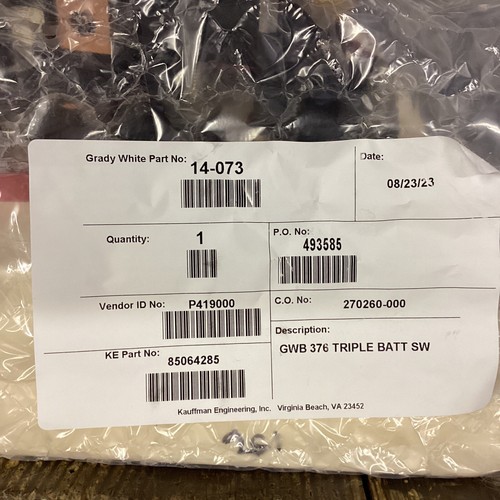 Grady White Part No: 14-073
Date:
08/23/23
Quantity: 1
P.O. No:
493585
Vendor ID No: P419000
C.O. No: 270260-000
KE Part No: 85064285
Description:
GWB 376 TRIPLE BATT SW
Kauffman Engineering, Inc. Virginia Beach, VA 23452